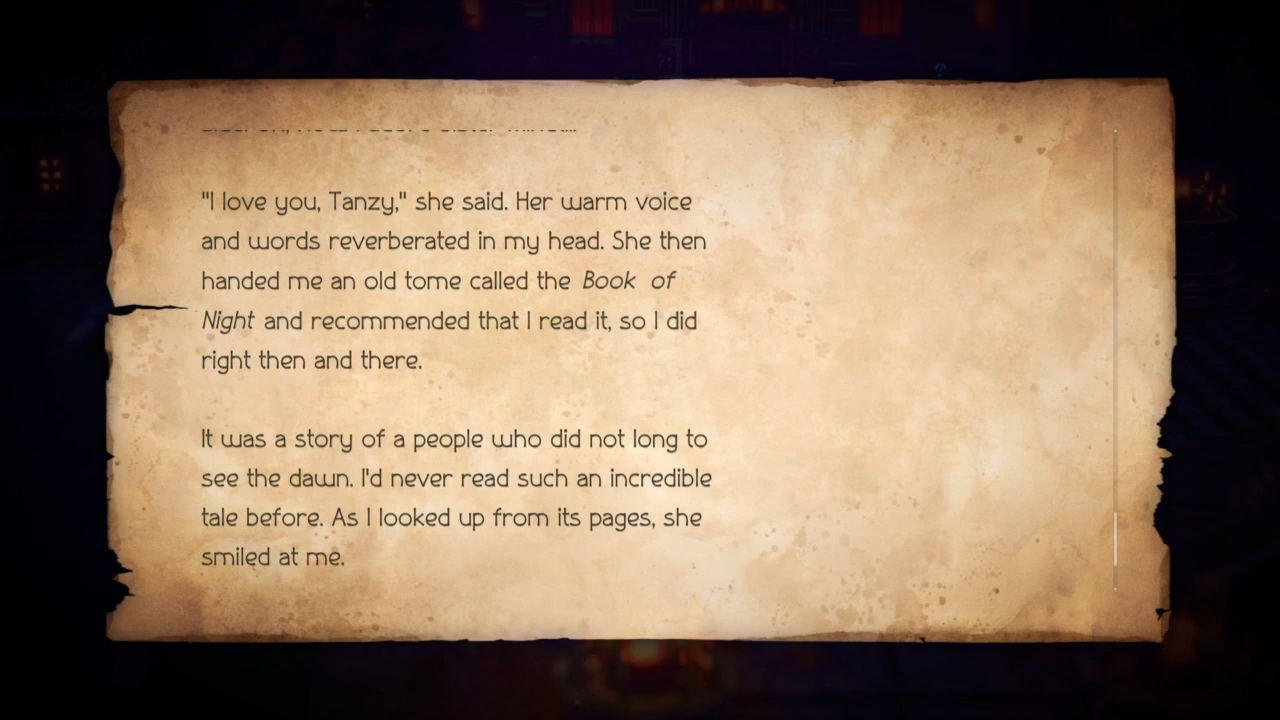 "I love you, Tanzy," she said. Her warm voice
and words reverberated in my head. She then
handed me an old tome called the Book of
Night and recommended that I read it, so I did
right then and there.
It was a story of a people who did not long to
see the dawn. I'd never read such an incredible
tale before. As I looked up from its pages, she
smiled at me.